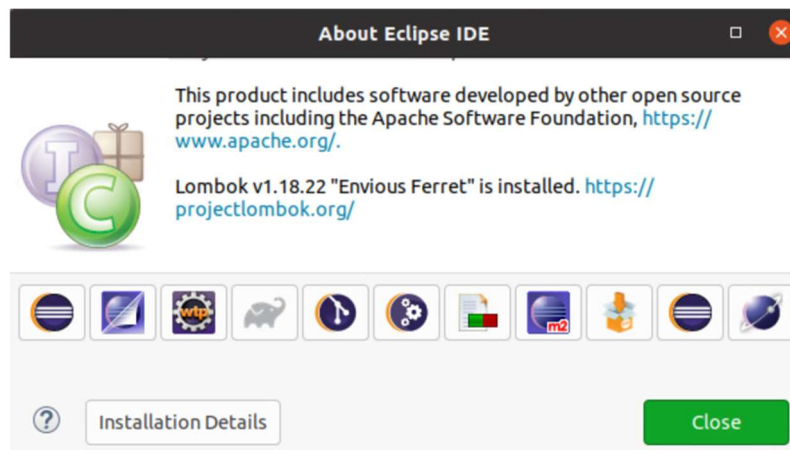 About Eclipse IDE
This product includes software developed by other open source
projects including the Apache Software Foundation, https://
www.apache.org/.
Lombok v1.18.22 "Envious Ferret" is installed. https://
projectlombok.org/
I
C
wtp
m2
?
Installation Details
Close